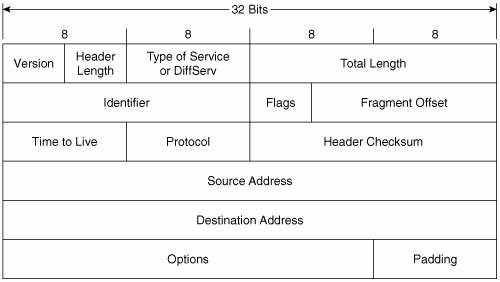 32 Bits
8 8 8 8
Version Header Length Type of Service or DiffServ Total Length
Identifier Flags Fragment Offset
Time to Live Protocol Header Checksum
Source Address
Destination Address
Options Padding